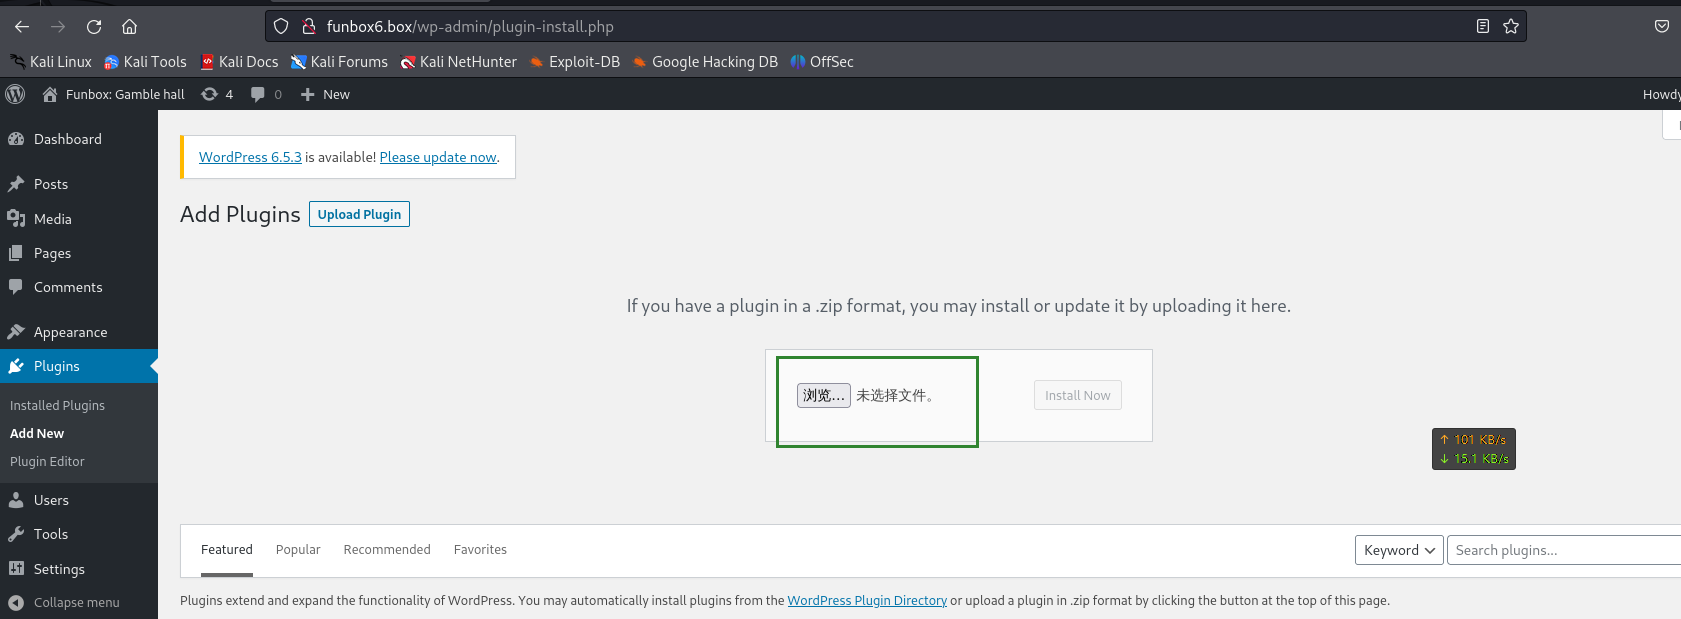 funbox6.box/wp-admin/plugin-install.php
Kali Linux Kali Tools Kali Docs Kali Forums Kali NetHunter Exploit-DB Google Hacking DB OffSec
Funbox: Gamble hall 4 0 New Howdy
Dashboard
Posts
Media
Pages
Comments
Appearance
Plugins
Installed Plugins
Add New
Plugin Editor
Users
Tools
Settings
Collapse menu
WordPress 6.5.3 is available! Please update now.
Add Plugins Upload Plugin
If you have a plugin in a .zip format, you may install or update it by uploading it here.
浏览... 未选择文件。 Install Now
↑ 101 KB/s
↓ 15.1 KB/s
Featured Popular Recommended Favorites Keyword Search plugins...
Plugins extend and expand the functionality of WordPress. You may automatically install plugins from the WordPress Plugin Directory or upload a plugin in .zip format by clicking the button at the top of this page.